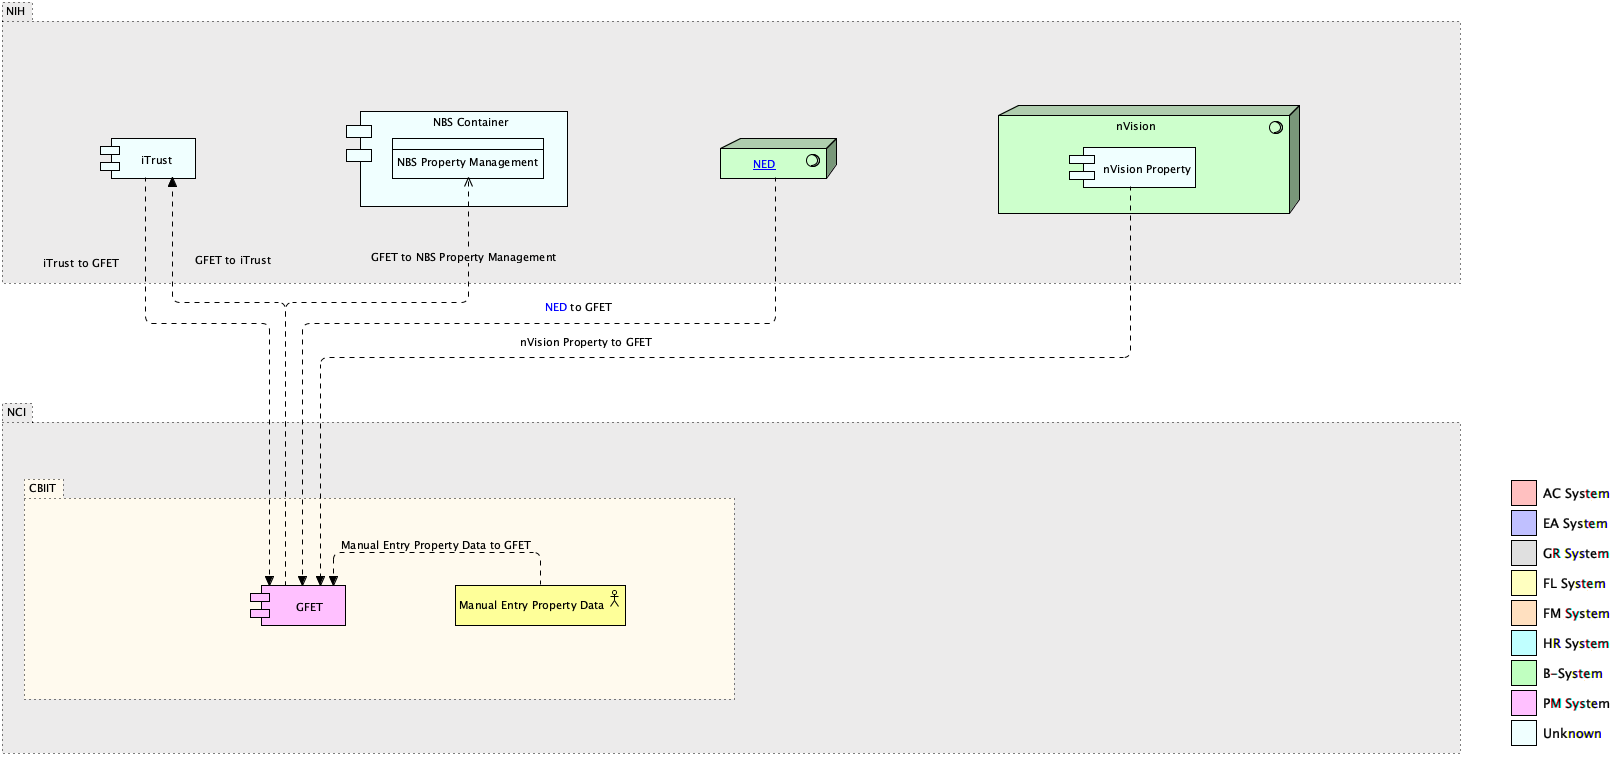 NIH
NBS Container
nVision
iTrust
NBS Property Management
NED
nVision Property
iTrust to GFET
GFET to iTrust
GFET to NBS Property Management
NED to GFET
nVision Property to GFET
NCI
CBIIT
Manual Entry Property Data to GFET
GFET
Manual Entry Property Data
AC System
EA System
GR System
FL System
FM System
HR System
B-System
PM System
Unknown